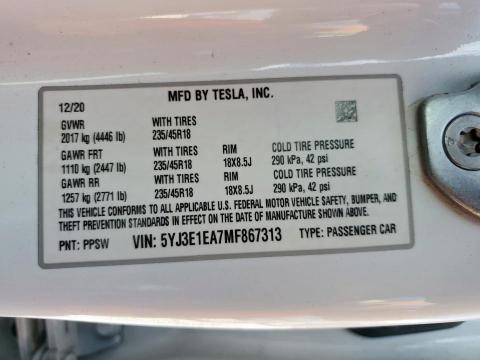 MFD BY TESLA, INC.
12/20
GVWR WITH TIRES
2017 kg (4446 lb) 235/45R18
GAWR FRT WITH TIRES RIM COLD TIRE PRESSURE
1110 kg (2447 lb) 235/45R18 18X8.5J 290 kPa, 42 psi
GAWR RR WITH TIRES RIM COLD TIRE PRESSURE
1257 kg (2771 lb) 235/45R18 18X8.5J 290 kPa, 42 psi
THIS VEHICLE CONFORMS TO ALL APPLICABLE U.S. FEDERAL MOTOR VEHICLE SAFETY, BUMPER, AND
THEFT STANDARDS IN EFFECT ON THE DATE OF MANUFACTURE SHOWN ABOVE.
PNT: PPSW VIN: 5YJ3E1EA7MF867313 TYPE: PASSENGER CAR